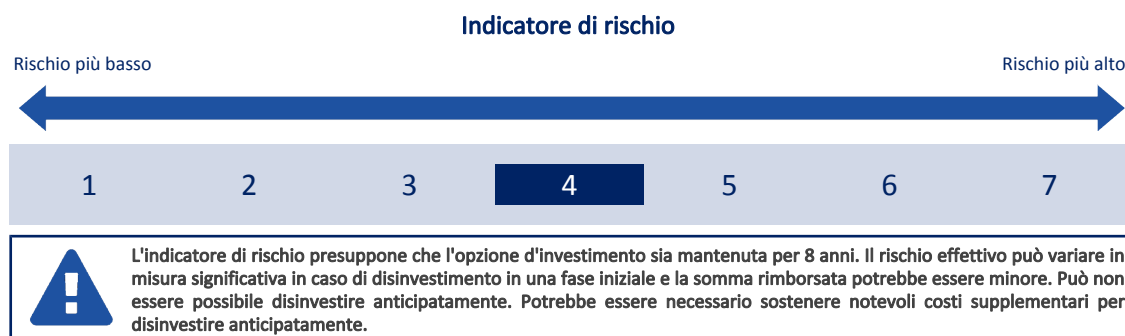 Indicatore di rischio
Rischio più basso
Rischio più alto
1 2 3 4 5 6 7
L'indicatore di rischio presuppone che l'opzione d'investimento sia mantenuta per 8 anni. Il rischio effettivo può variare in
misura significativa in caso di disinvestimento in una fase iniziale e la somma rimborsata potrebbe essere minore. Può non
essere possibile disinvestire anticipatamente. Potrebbe essere necessario sostenere notevoli costi supplementari per
disinvestire anticipatamente.